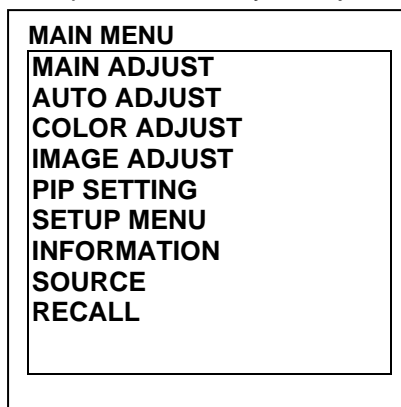 MAIN MENU
MAIN ADJUST
AUTO ADJUST
COLOR ADJUST
IMAGE ADJUST
PIP SETTING
SETUP MENU
INFORMATION
SOURCE
RECALL